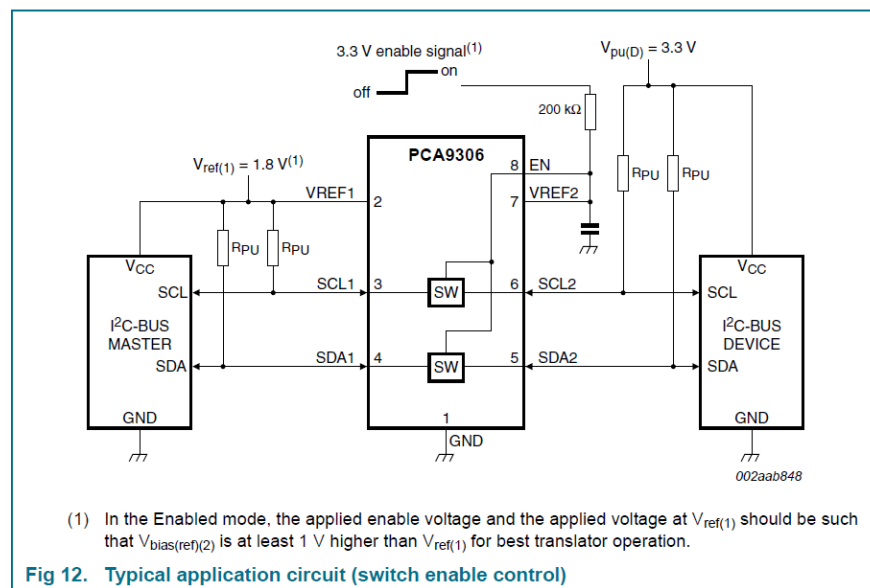 3.3 V enable signal(1)
on
off
Vpu(D) = 3.3 V
200 kΩ
PCA9306
Vref(1) = 1.8 V(1)
8 EN
RPU RPU
VREF1 2
7 VREF2
RPU RPU
VCC
VCC
SCL
SCL1 3
SW
6 SCL2
SCL
I2C-BUS
MASTER
I2C-BUS
DEVICE
SDA
SDA1 4
SW
5 SDA2
SDA
GND
1
GND
GND
002aab848
(1) In the Enabled mode, the applied enable voltage and the applied voltage at Vref(1) should be such
that Vbias(ref)(2) is at least 1 V higher than Vref(1) for best translator operation.
Fig 12. Typical application circuit (switch enable control)